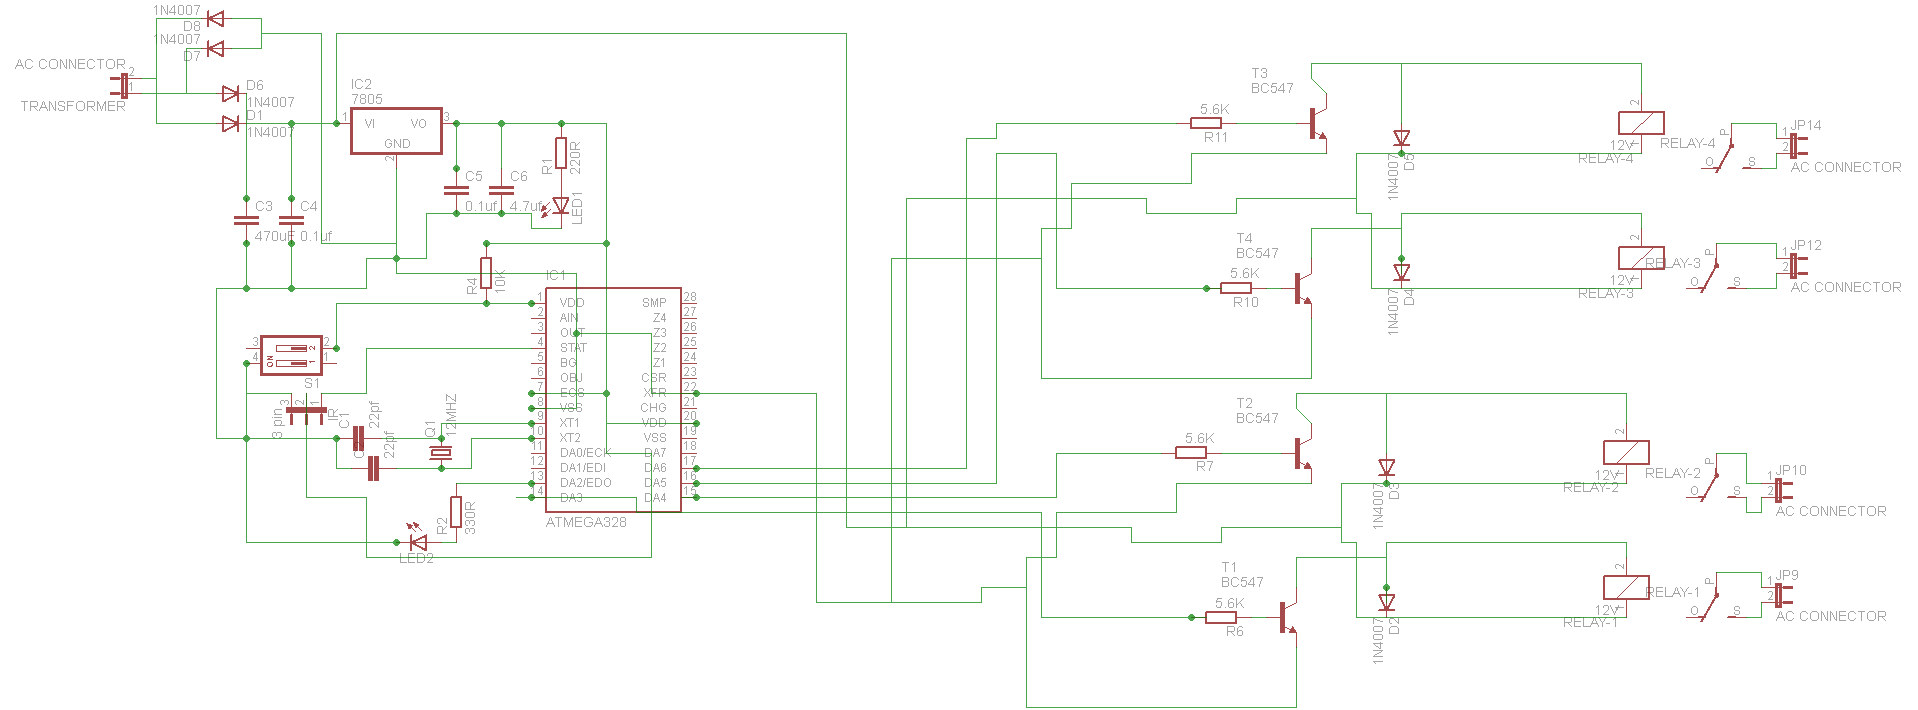 1N4007
D8
1N4007
D7
AC CONNECTOR
2
1
TRANSFORMER
D6
1N4007
D1
1N4007
IC2
7805
1
VI
VO
3
GND
2
C3
470uF
C4
0.1uf
C5
0.1uf
C6
4.7uf
R1
220R
LED1
R4
10K
IC1
1 VDD SMP 28
2 AIN Z4 27
3 OUT Z3 26
4 STAT Z2 25
5 BG Z1 24
6 OBJ CSR 23
7 EOS XFR 22
8 VSS CHG 21
9 XT1 VDD 20
10 XT2 VSS 19
11 DA0/ECK DA7 18
12 DA1/EDI DA6 17
13 DA2/EDO DA5 16
14 DA3 DA4 15
ATMEGA328
3
4
2
1
ON
2
1
S1
3
2
1
3 pin
IR
C1
22pf
22pf
Q1
12MHZ
R2
330R
LED2
T3
BC547
5.6K
R11
1N4007
D5
2
12V
1
RELAY-4
RELAY-4
P
O
S
JP14
1
2
AC CONNECTOR
T4
BC547
5.6K
R10
1N4007
D4
2
12V
1
RELAY-3
RELAY-3
P
O
S
JP12
1
2
AC CONNECTOR
T2
BC547
5.6K
R7
1N4007
D3
2
12V
1
RELAY-2
RELAY-2
P
O
S
JP10
1
2
AC CONNECTOR
T1
BC547
5.6K
R6
1N4007
D2
2
12V
1
RELAY-1
RELAY-1
P
O
S
JP9
1
2
AC CONNECTOR